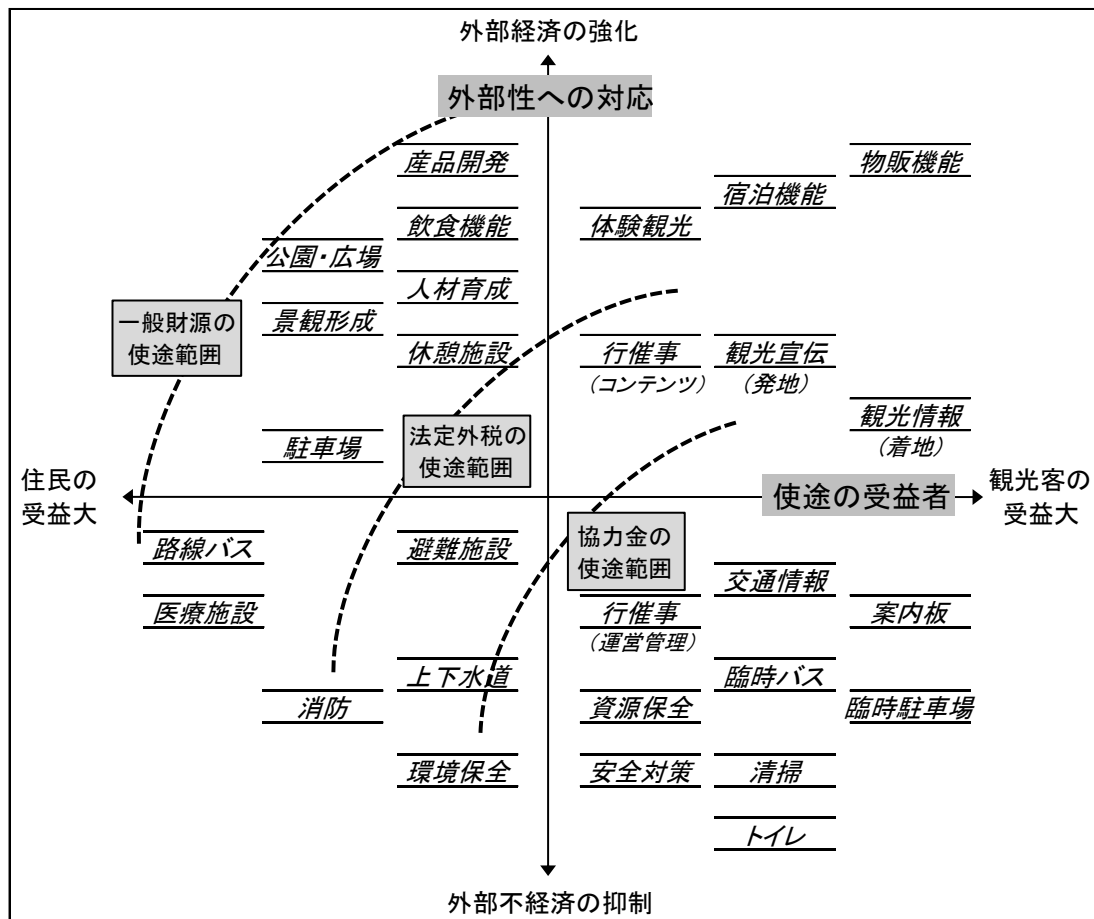 外部経済の強化
外部性への対応
産品開発
物販機能
宿泊機能
飲食機能
体験観光
公園・広場
人材育成
一般財源の
使途範囲
景観形成
休憩施設
行催事
(コンテンツ)
観光宣伝
(発地)
観光情報
(着地)
法定外税の
使途範囲
駐車場
住民の
受益大
使途の受益者
観光客の
受益大
路線バス
避難施設
協力金の
使途範囲
交通情報
医療施設
行催事
(運営管理)
案内板
上下水道
臨時バス
消防
資源保全
臨時駐車場
環境保全
安全対策
清掃
トイレ
外部不経済の抑制